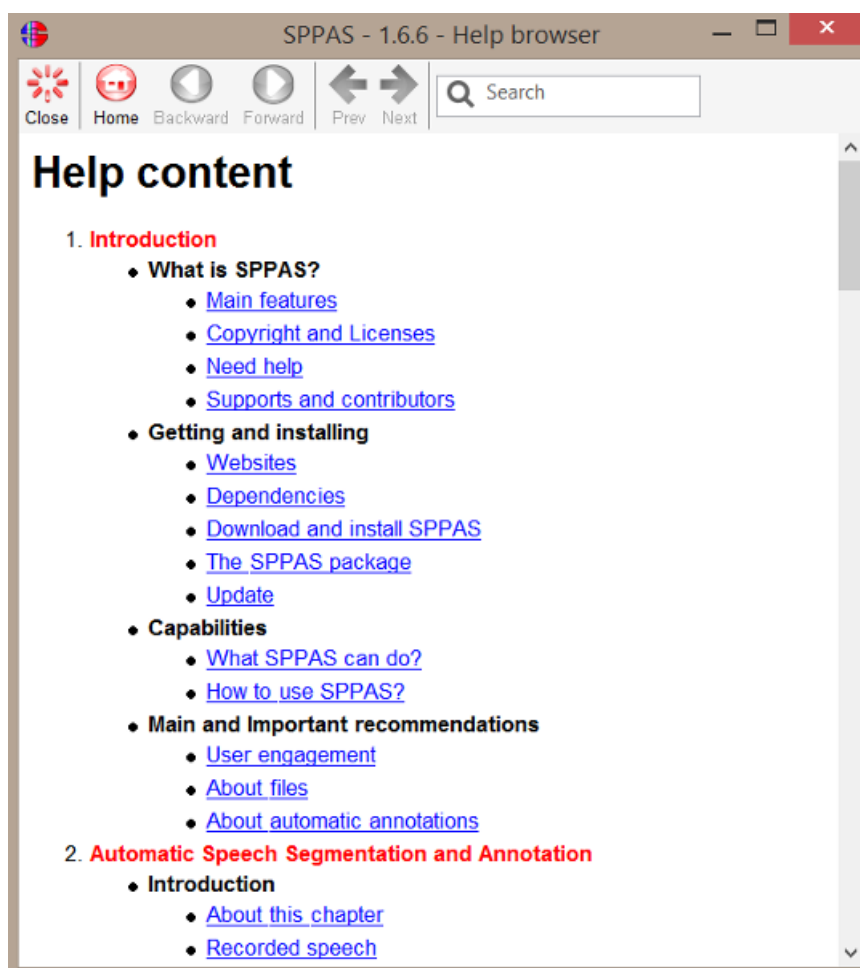 SPPAS - 1.6.6 - Help browser
Close Home Backward Forward Prev Next Search
Help content
1. Introduction
What is SPPAS?
Main features
Copyright and Licenses
Need help
Supports and contributors
Getting and installing
Websites
Dependencies
Download and install SPPAS
The SPPAS package
Update
Capabilities
What SPPAS can do?
How to use SPPAS?
Main and Important recommendations
User engagement
About files
About automatic annotations
2. Automatic Speech Segmentation and Annotation
Introduction
About this chapter
Recorded speech